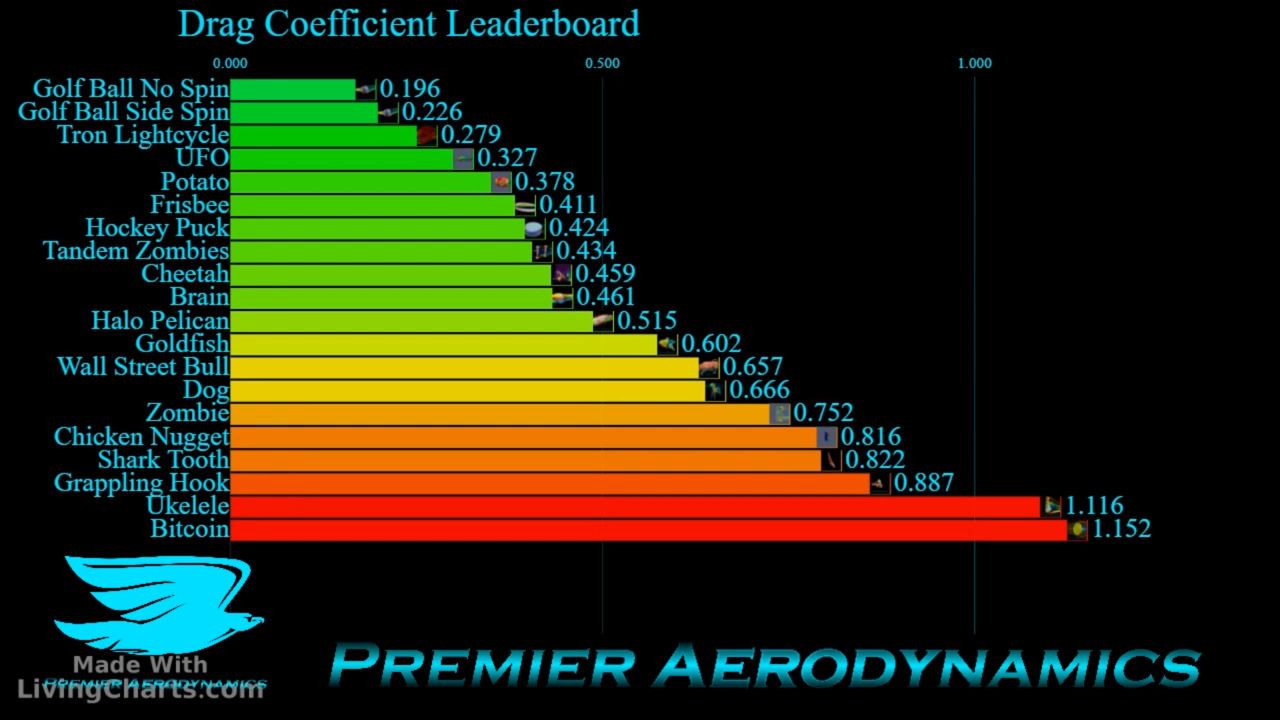 Drag Coefficient Leaderboard
0.000 0.500 1.000
Golf Ball No Spin 0.196
Golf Ball Side Spin 0.226
Tron Lightcycle 0.279
UFO 0.327
Potato 0.378
Frisbee 0.411
Hockey Puck 0.424
Tandem Zombies 0.434
Cheetah 0.459
Brain 0.461
Halo Pelican 0.515
Goldfish 0.602
Wall Street Bull 0.657
Dog 0.666
Zombie 0.752
Chicken Nugget 0.816
Shark Tooth 0.822
Grappling Hook 0.887
Ukelele 1.116
Bitcoin 1.152
PREMIER AERODYNAMICS
Made With
PREMIER AERODYNAMICS
LivingCharts.com